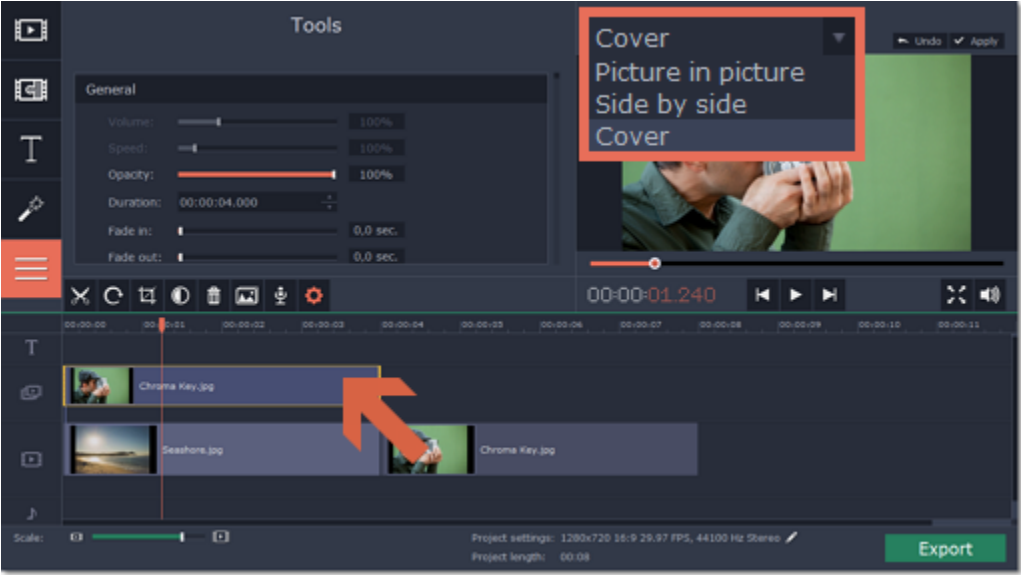 Tools
Cover
Picture in picture
Side by side
Cover
Undo
Apply
General
Volume: 100%
Speed: 100%
Opacity: 100%
Duration: 00:00:04.000
Fade in: 0,0 sec.
Fade out: 0,0 sec.
00:00:01.240
00:00:00 00:00:01 00:00:02 00:00:03 00:00:04 00:00:05 00:00:06 00:00:07 00:00:08 00:00:09 00:00:10 00:00:11
T
Chroma Key.jpg
Seashore.jpg
Chroma Key.jpg
Scale:
Project settings: 1280x720 16:9 29.97 FPS, 44100 Hz Stereo
Project length: 00:08
Export